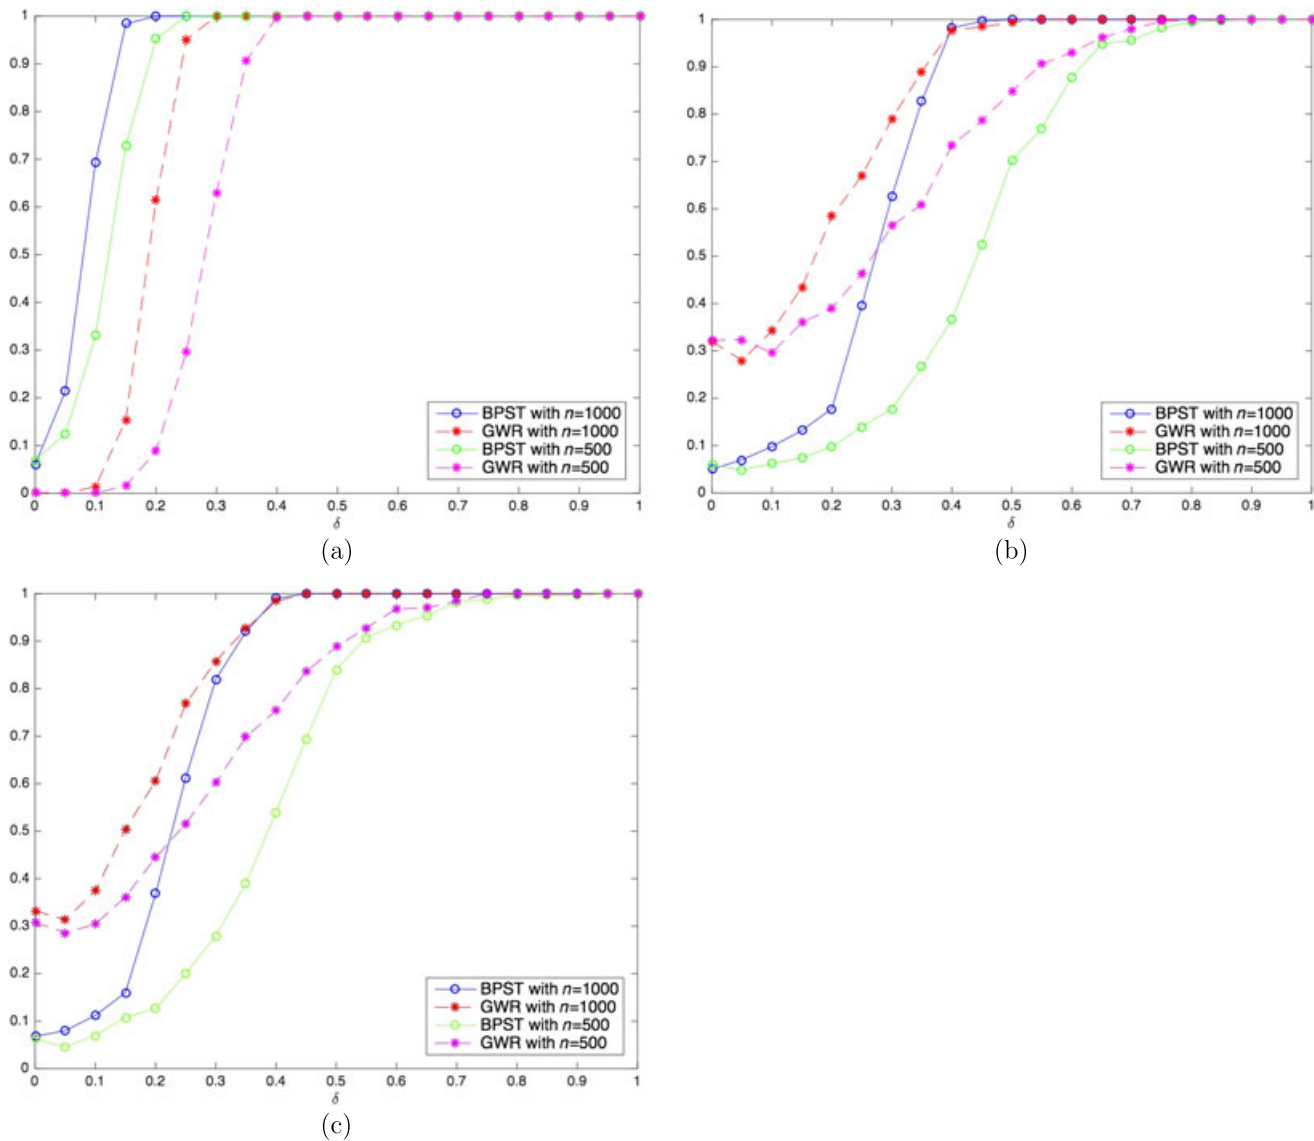 1
0.9
0.8
0.7
0.6
0.5
0.4
0.3
0.2
0.1
0
0 0.1 0.2 0.3 0.4 0.5 0.6 0.7 0.8 0.9 1
δ
BPST with n=1000
GWR with n=1000
BPST with n=500
GWR with n=500
(a)
1
0.9
0.8
0.7
0.6
0.5
0.4
0.3
0.2
0.1
0
0 0.1 0.2 0.3 0.4 0.5 0.6 0.7 0.8 0.9 1
δ
BPST with n=1000
GWR with n=1000
BPST with n=500
GWR with n=500
(b)
1
0.9
0.8
0.7
0.6
0.5
0.4
0.3
0.2
0.1
0
0 0.1 0.2 0.3 0.4 0.5 0.6 0.7 0.8 0.9 1
δ
BPST with n=1000
GWR with n=1000
BPST with n=500
GWR with n=500
(c)